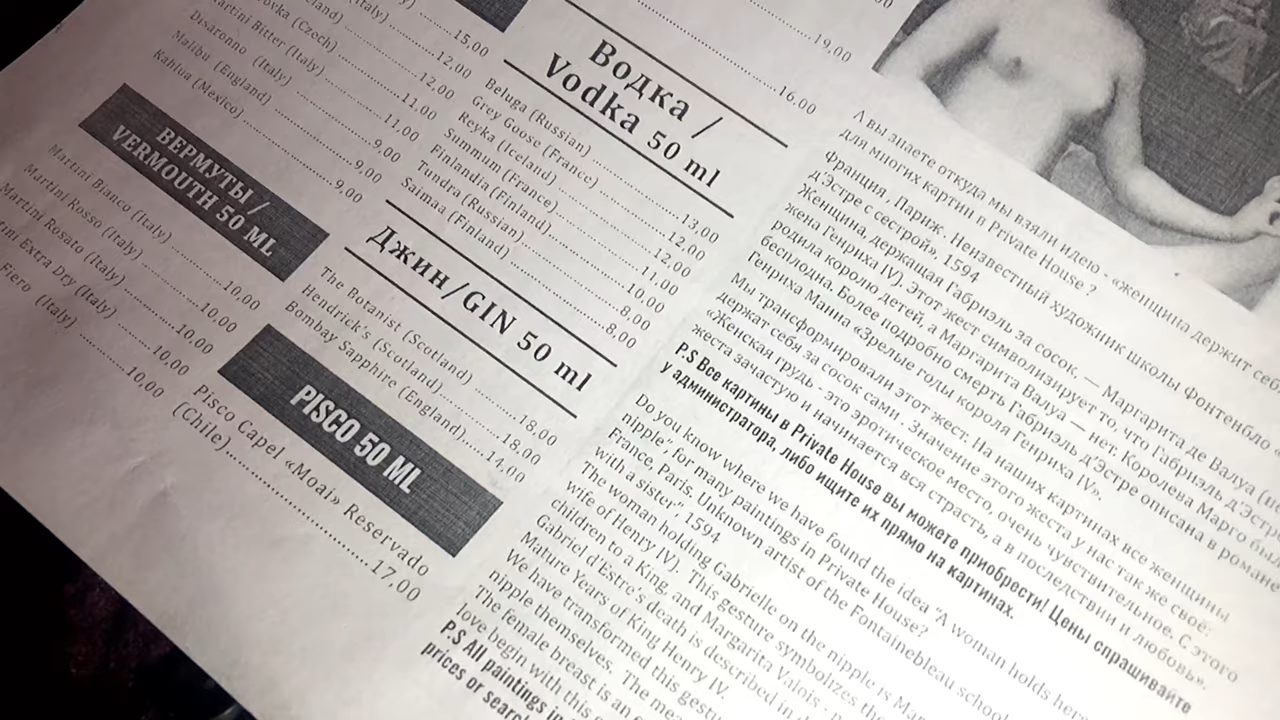 (Italy)
15,00
12.00
(Czech) 12,00
Martini Bitter (Italy) 11.00
Disaronno (Italy) 11,00
Malibu (England) 9,00
Kahlua (Mexico) 9,00
ВЕРМУТЫ /
VERMOUTH 50 ML
Martini Bianco (Italy) 10,00
Martini Rosso (Italy) 10,00
Martini Rosato (Italy) 10,00
Extra Dry (Italy) 10,00
Fiero (Italy) 10,00
19,00
16.00
Водка /
Vodka 50 ml
Beluga (Russian) 13,00
Grey Goose (France) 12.00
Reyka (Iceland) 12.00
Summum (France) 11.00
Finlandia (Finland) 10.00
Tundra (Russian) 8.00
Saimaa (Finland) 8.00
Джин/GIN 50 ml
The Botanist (Scotland) 18.00
Hendrick's (Scotland) 18.00
Bombay Sapphire (England) 14.00
PISCO 50 ML
Pisco Capel «Moai» Reservado
(Chile) 17.00
А вы знаете откуда мы взяли идею - «женщина держит себя
для многих картин в Private House ?
Франция , Париж . Неизвестный художник школы Фонтенбло
д'Эстре с сестрой», 1594
Женщина, держащая Габриэль за сосок, — Маргарита де Валуа
жена Генриха IV). Этот жест символизирует то, что Габриэль д'Эстре
родила королю детей, а Маргарита Валуа — нет. Королева Марго
бесплодна. Более подробно смерть Габриэль д'Эстре описана в романе
Генриха Манна «Зрелые годы короля Генриха IV».
Мы трансформировали этот жест. На наших картинах все женщины
держат себя за сосок сами . Значение этого жеста у нас так же своё:
«Женская грудь - это эротическое место, очень чувствительное. С этого
жеста зачастую и начинается вся страсть, а в последствии и любовь».
P.S Все картины в Private House вы можете приобрести! Цены спрашивайте
у администратора, либо ищите их прямо на картинах.
Do you know where we have found the idea "A woman holds her
nipple", for many paintings in Private House?
France, Paris. Unknown artist of the Fontainebleau school
with a sister", 1594
The woman holding Gabrielle on the nipple is
wife of Henry IV). This gesture symbolizes the
children to a King, and Margarita Valois -
Gabriel d'Estre's death is described in
Mature Years of King Henry IV.
We have transformed this
nipple themselves. The
The female breast is an
love begin with this
P.S All paintings in
prices or